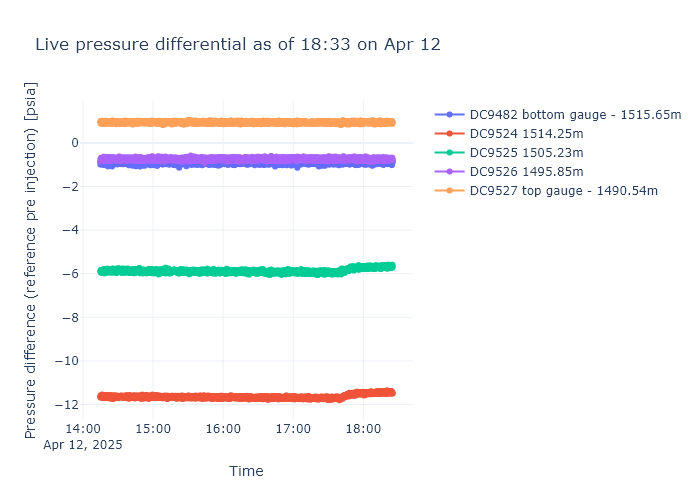 Live pressure differential as of 18:33 on Apr 12
Pressure difference (reference pre injection) [psia]
0
−2
−4
−6
−8
−10
−12
14:00
15:00
16:00
17:00
18:00
Apr 12, 2025
Time
DC9482 bottom gauge - 1515.65m
DC9524 1514.25m
DC9525 1505.23m
DC9526 1495.85m
DC9527 top gauge - 1490.54m